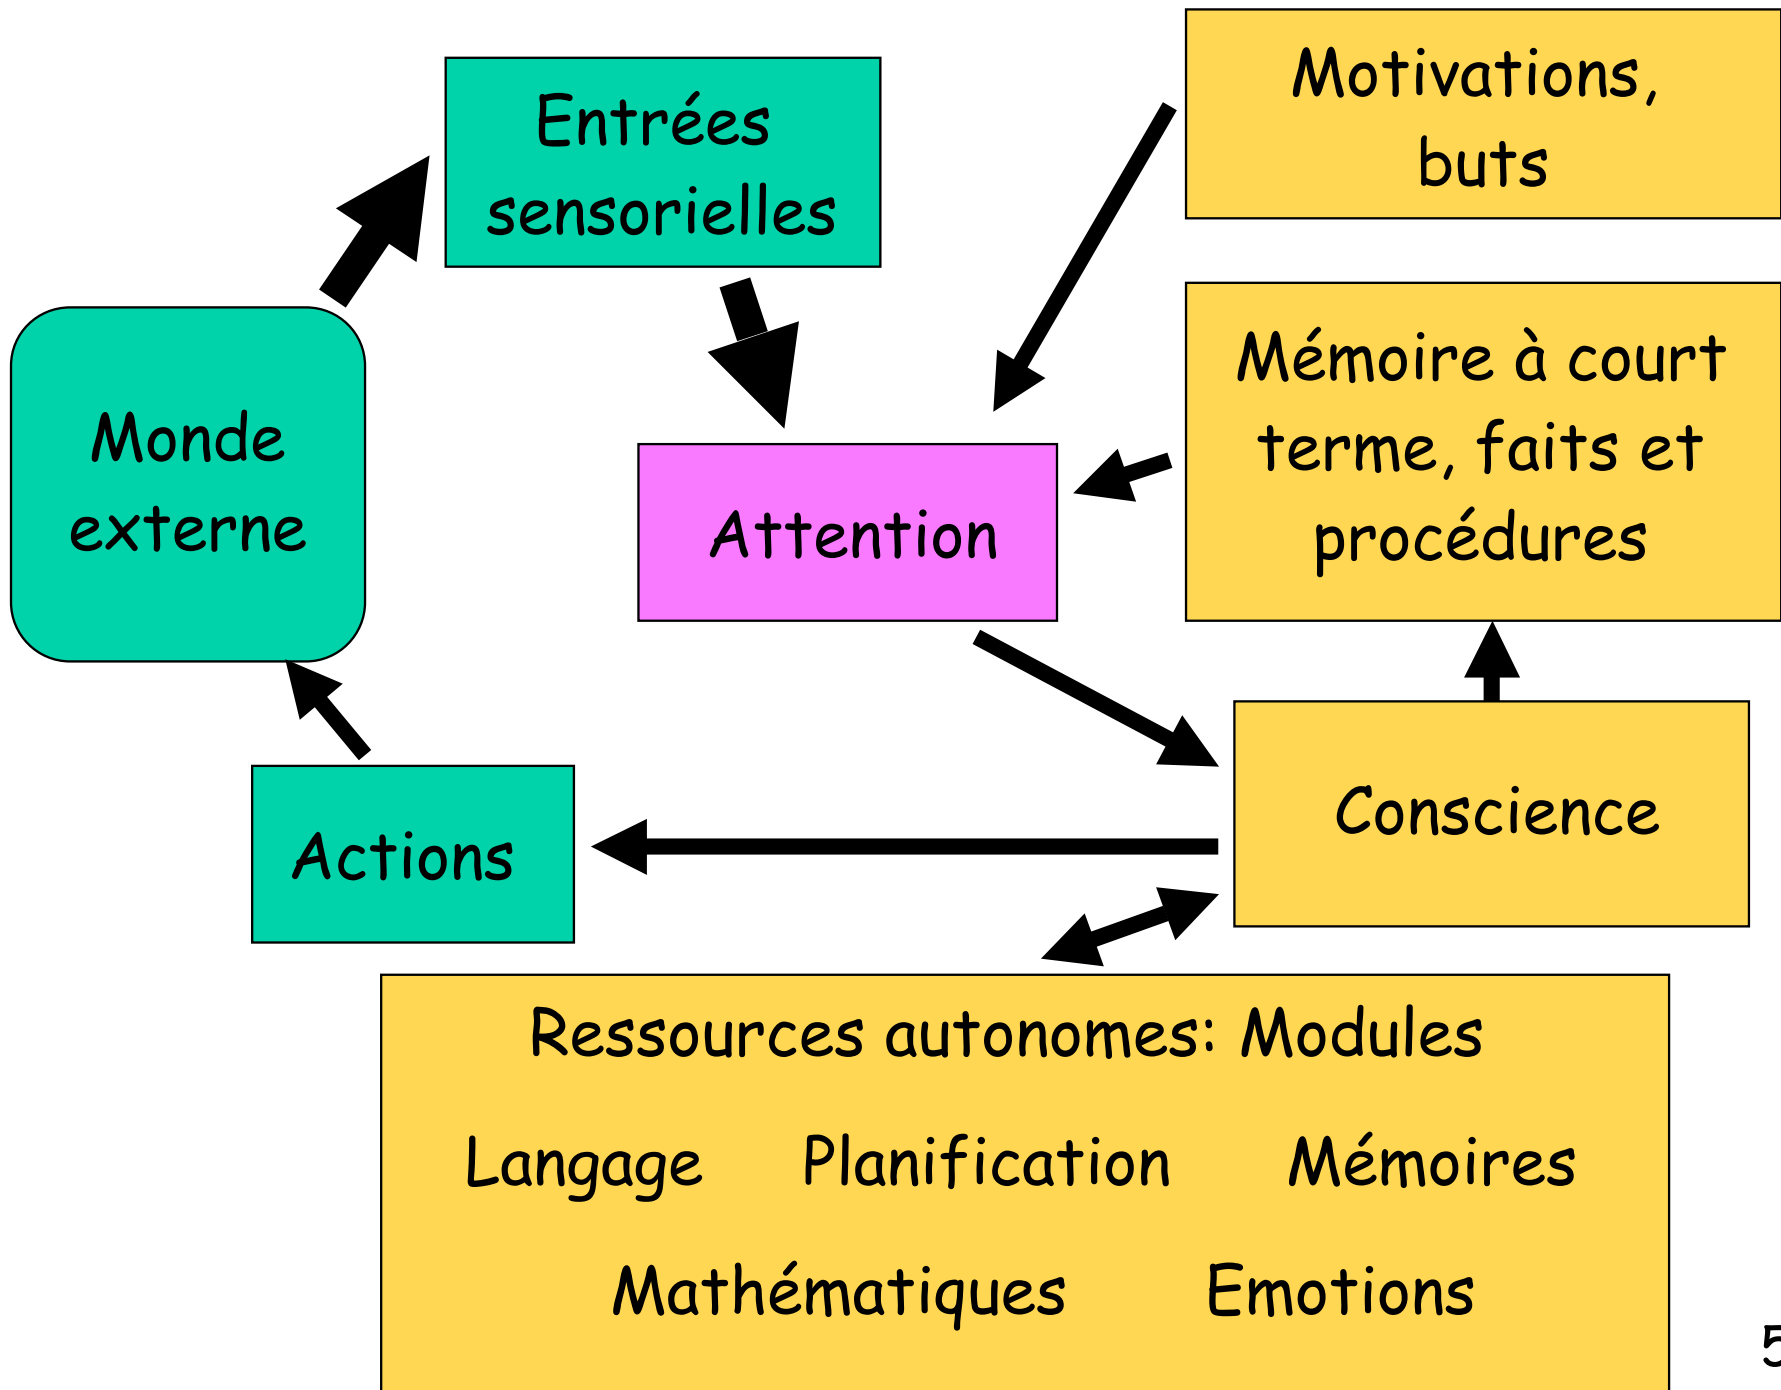 Entrées
sensorielles
Motivations,
buts
Monde
externe
Attention
Mémoire à court
terme, faits et
procédures
Actions
Conscience
Ressources autonomes: Modules
Langage Planification Mémoires
Mathématiques Emotions
5